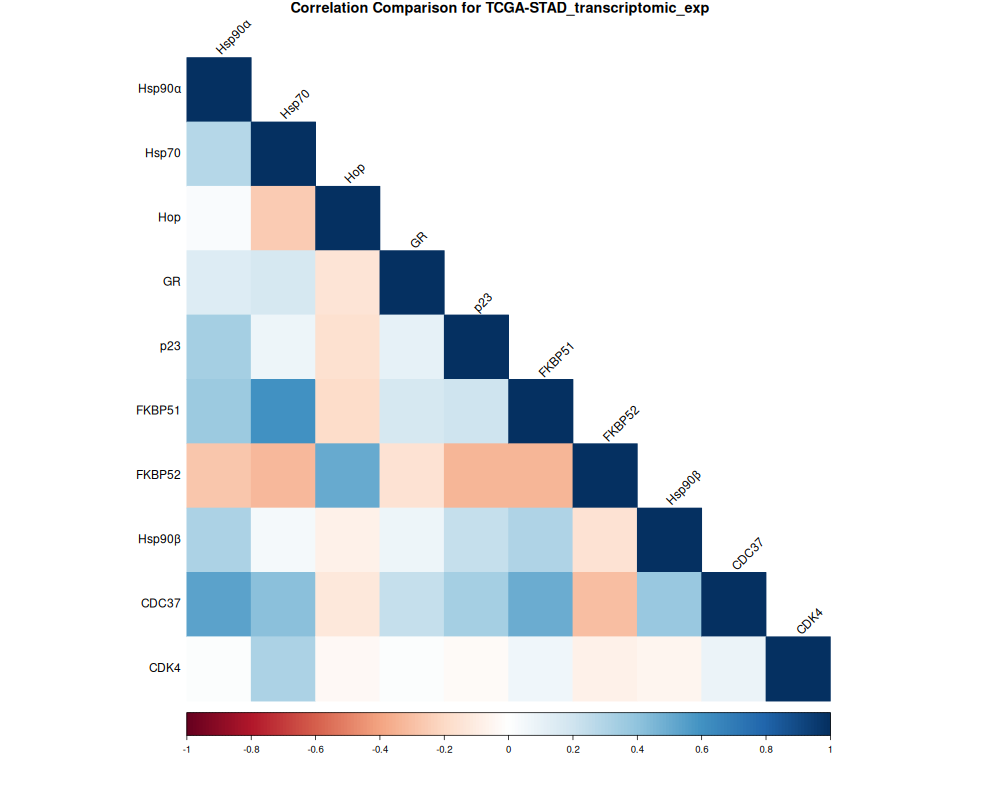 Correlation Comparison for TCGA-STAD_transcriptomic_exp
Hsp90α
Hsp90α
Hsp70
Hsp70
Hop
Hop
GR
GR
p23
p23
FKBP51
FKBP51
FKBP52
FKBP52
Hsp90β
Hsp90β
CDC37
CDC37
CDK4
CDK4
-1 -0.8 -0.6 -0.4 -0.2 0 0.2 0.4 0.6 0.8 1